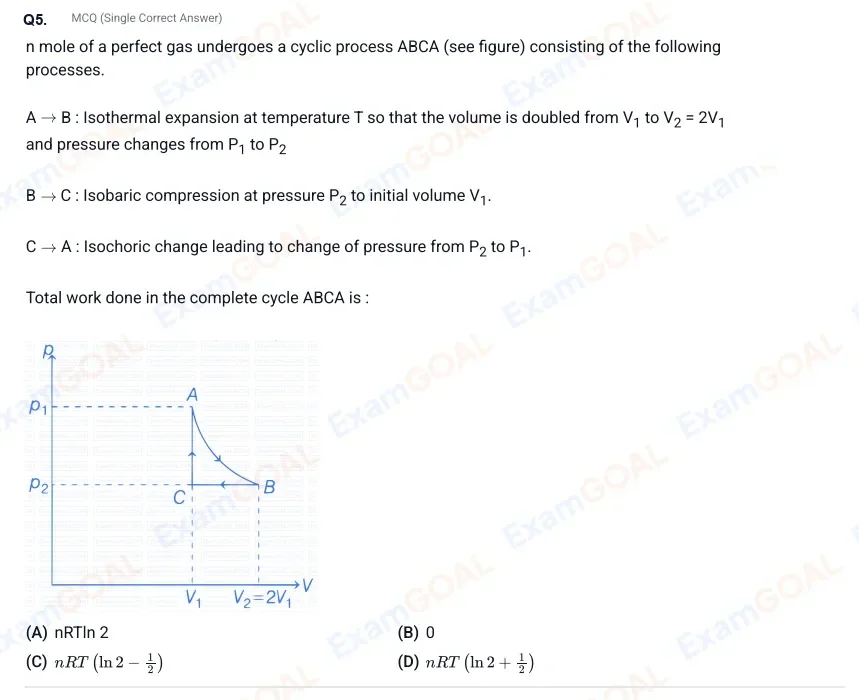 Q5. MCQ (Single Correct Answer)
n mole of a perfect gas undergoes a cyclic process ABCA (see figure) consisting of the following
processes.
A → B : Isothermal expansion at temperature T so that the volume is doubled from V₁ to V₂ = 2V₁
and pressure changes from P₁ to P₂
B → C : Isobaric compression at pressure P₂ to initial volume V₁.
C → A : Isochoric change leading to change of pressure from P₂ to P₁.
Total work done in the complete cycle ABCA is :
P
A
P₁
P₂
B
C
V
V₁ V₂=2V₁
(A) nRTln 2 (B) 0
(C) nRT (ln 2 − 1/2) (D) nRT (ln 2 + 1/2)
ExamGOAL